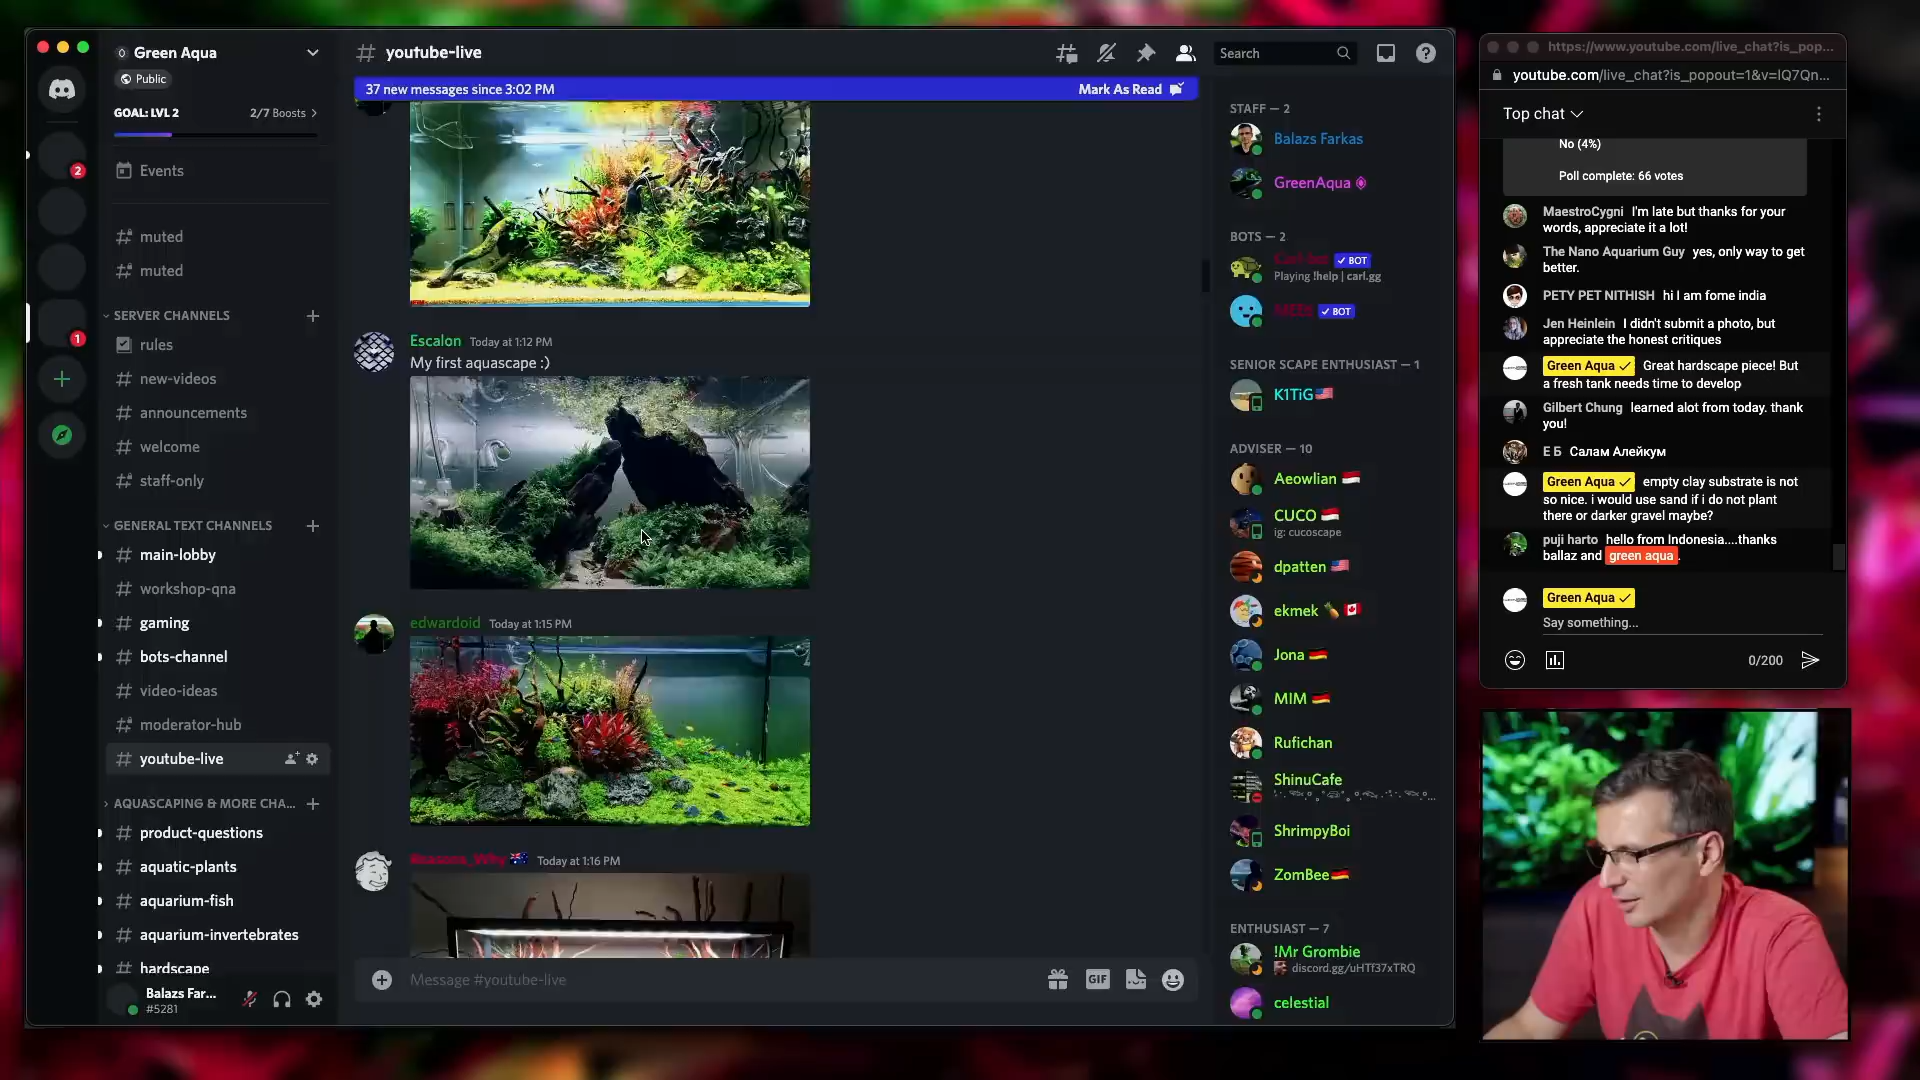 Green Aqua
Public
GOAL: LVL 2
2/7 Boosts
Events
muted
muted
SERVER CHANNELS
rules
new-videos
announcements
welcome
staff-only
GENERAL TEXT CHANNELS
main-lobby
workshop-qna
gaming
bots-channel
video-ideas
moderator-hub
youtube-live
AQUASCAPING & MORE CHA...
product-questions
aquatic-plants
aquarium-fish
aquarium-invertebrates
hardscape
Balazs Far...
#5281
2
1
youtube-live
Search
37 new messages since 3:02 PM
Mark As Read
Escalon Today at 1:12 PM
My first aquascape :)
edwardoid Today at 1:15 PM
Reasons_Why Today at 1:16 PM
Message #youtube-live
GIF
STAFF — 2
Balazs Farkas
GreenAqua
BOTS — 2
Carl-bot BOT
Playing !help | carl.gg
MEE6 BOT
SENIOR SCAPE ENTHUSIAST — 1
K1TiG
ADVISER — 10
Aeowlian
CUCO
ig: cucoscape
dpatten
ekmek
Jona
MIM
Rufichan
ShinuCafe
ShrimpyBoi
ZomBee
ENTHUSIAST — 7
!Mr Grombie
discord.gg/uHTf37xTRQ
celestial
https://www.youtube.com/live_chat?is_pop...
youtube.com/live_chat?is_popout=1&v=IQ7Qn...
Top chat
No (4%)
Poll complete: 66 votes
MaestroCygni I'm late but thanks for your
words, appreciate it a lot!
The Nano Aquarium Guy yes, only way to get
better.
PETY PET NITHISH hi I am fome india
Jen Heinlein I didn't submit a photo, but
appreciate the honest critiques
Green Aqua Great hardscape piece! But
a fresh tank needs time to develop
Gilbert Chung learned alot from today. thank
you!
Е Б Салам Алейкум
Green Aqua empty clay substrate is not
so nice. i would use sand if i do not plant
there or darker gravel maybe?
puji harto hello from Indonesia....thanks
ballaz and green aqua.
Green Aqua
Say something...
0/200